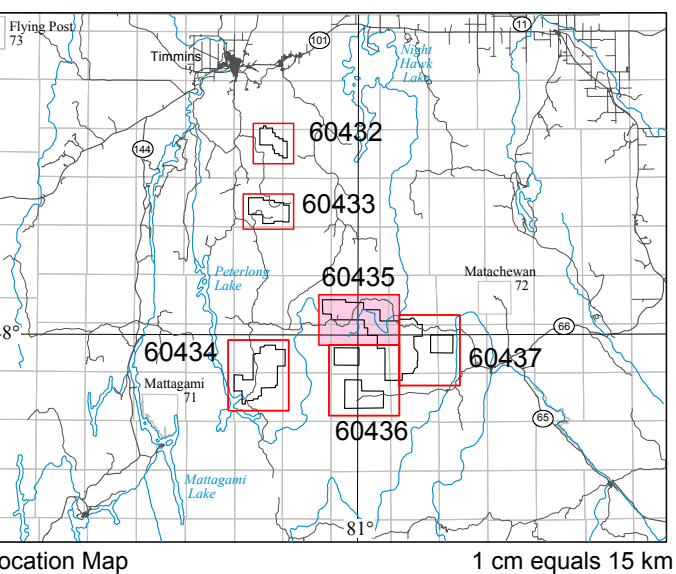 Flying Post
73
11
101
Timmins
Night
Hawk
Lake
60432
144
60433
Peterlong
Lake
60435
Matachewan
72
8°
66
60434
60437
Mattagami
71
65
60436
Mattagami
Lake
81°
ocation Map
1 cm equals 15 km